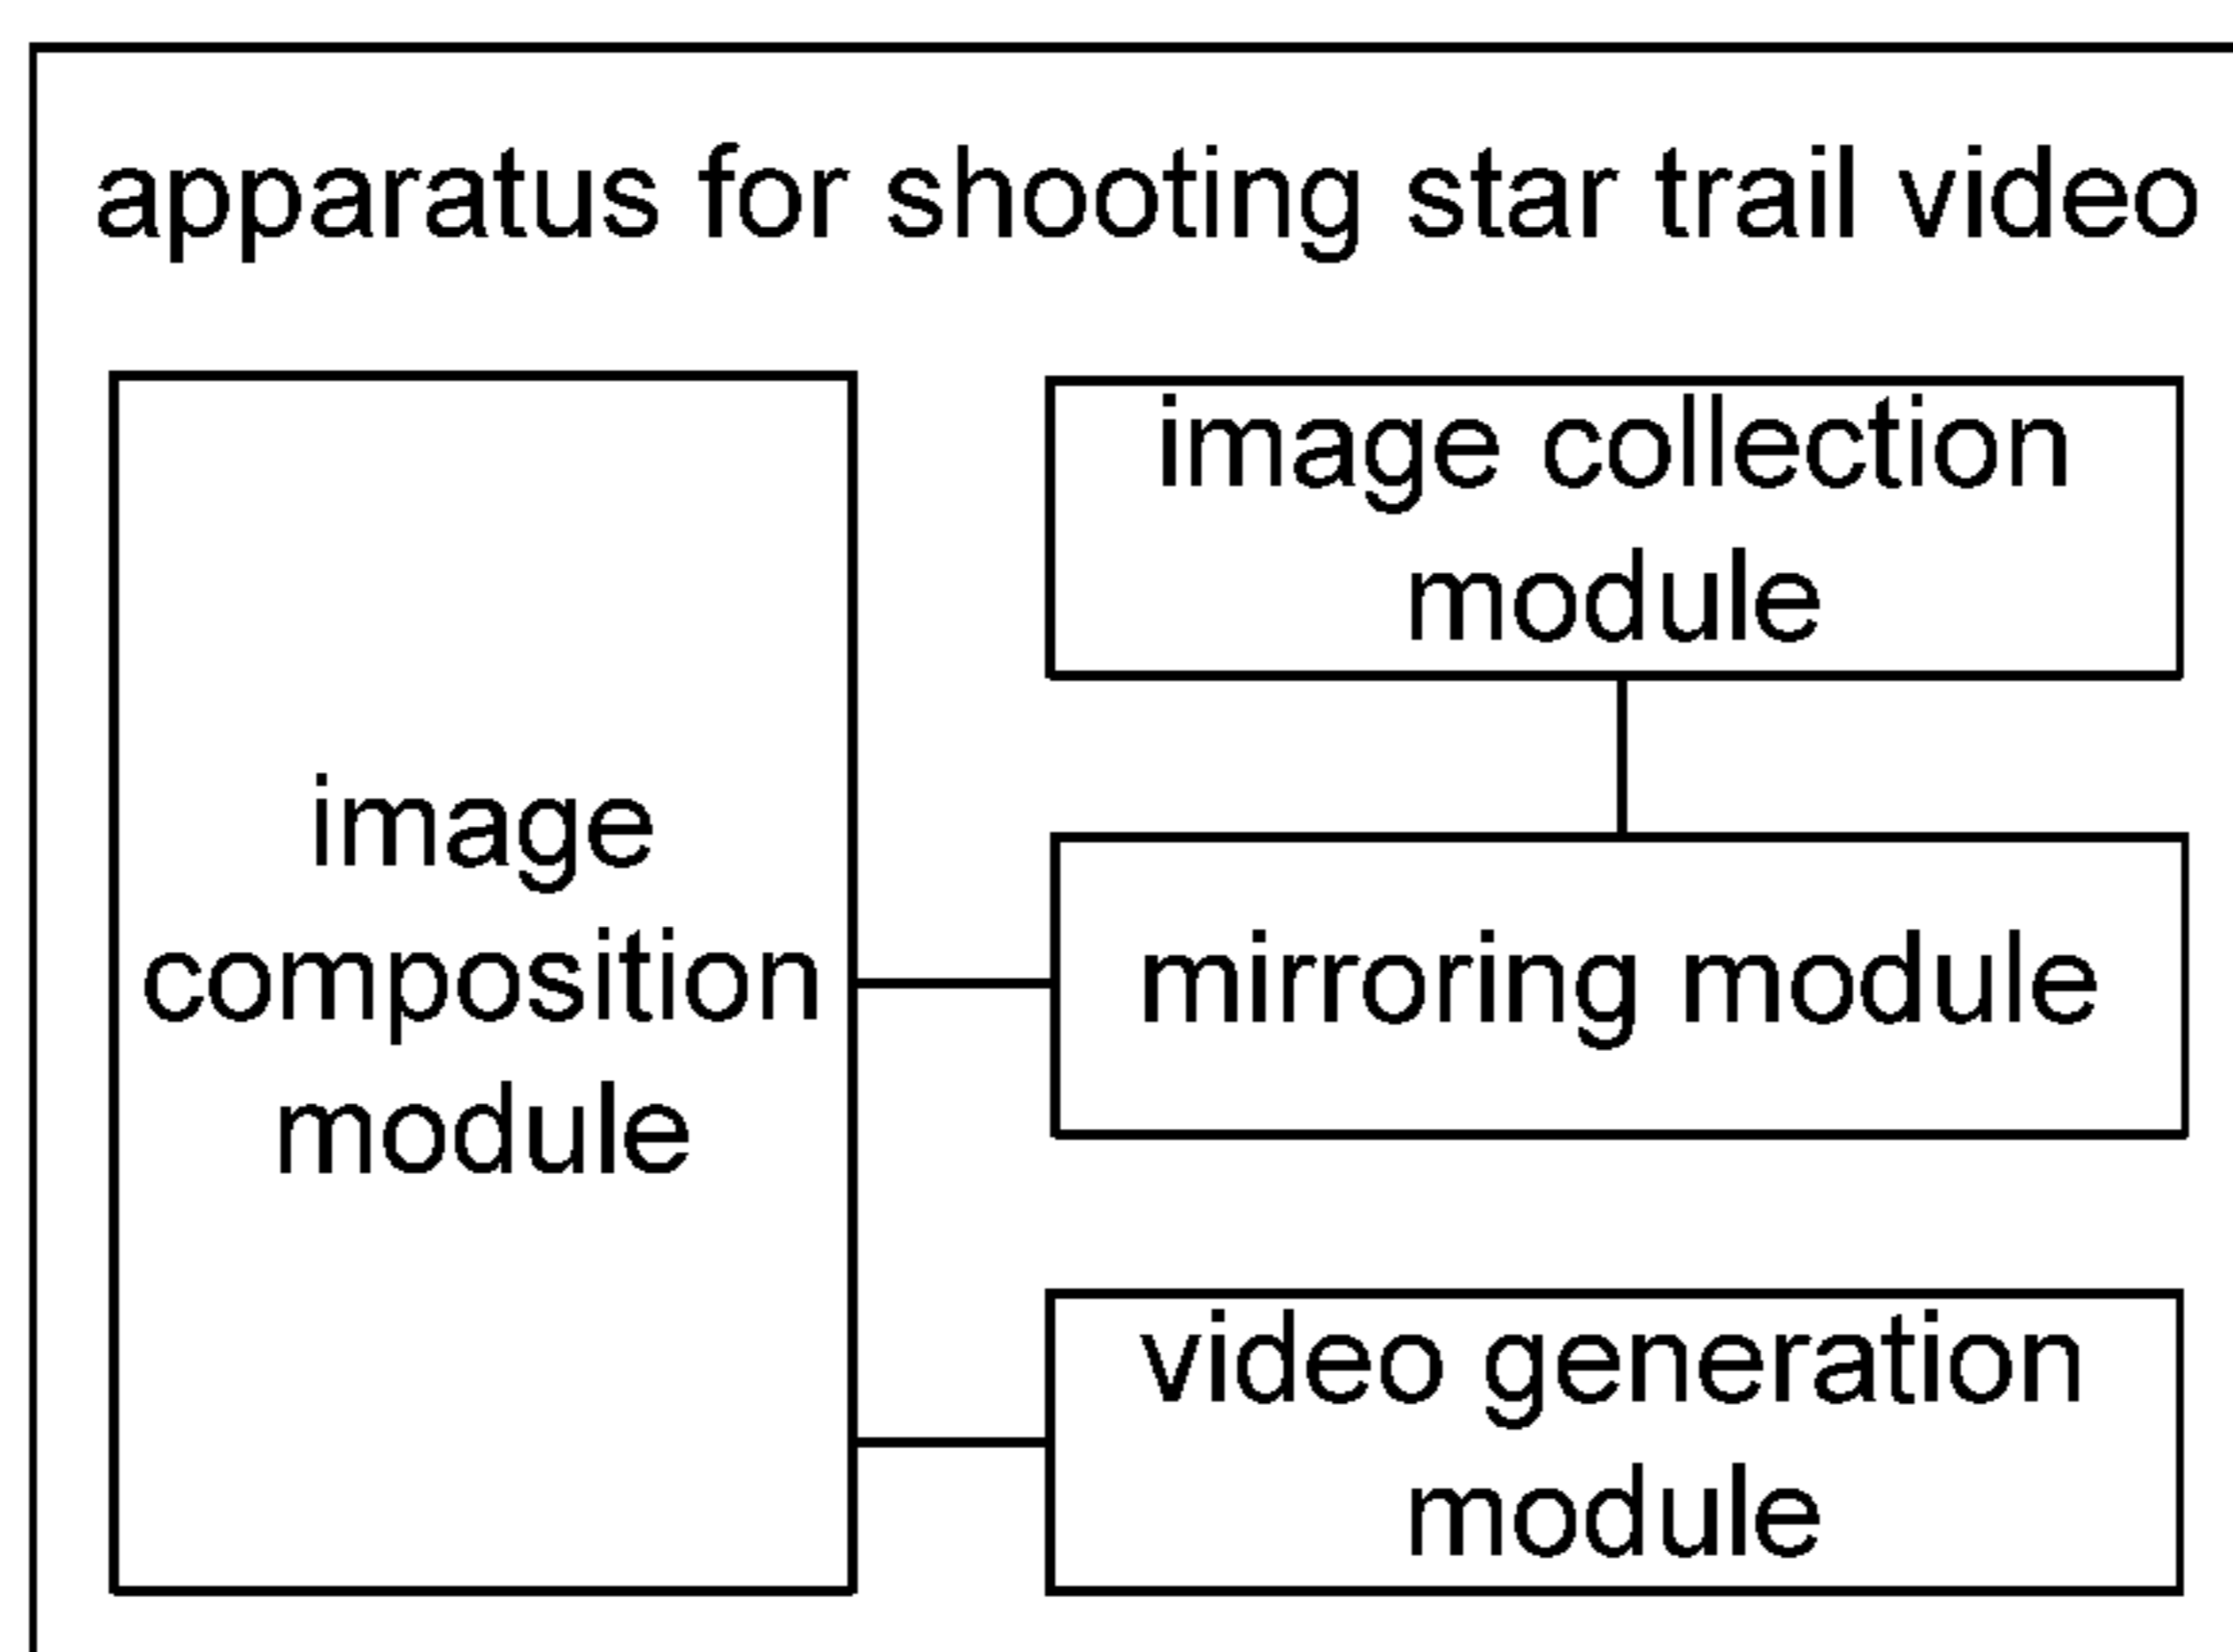 apparatus for shooting star trail video
image collection
module
image
composition
module
mirroring module
video generation
module